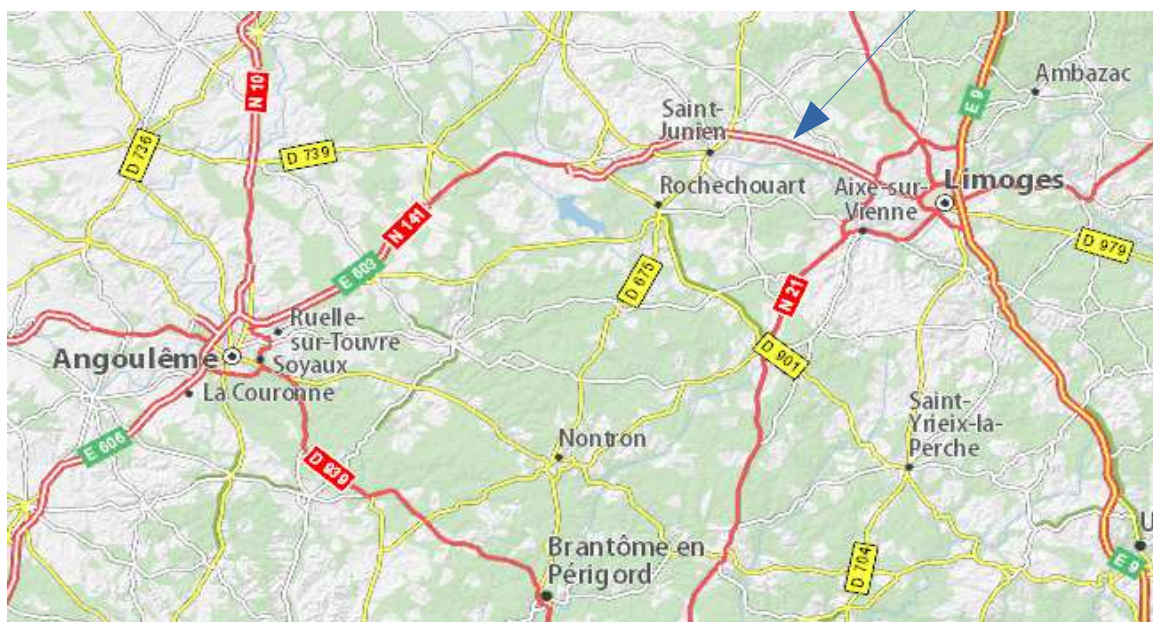 Ambazac
E 9
N 10
Saint-
Junien
D 736
D 739
Rochechouart
Aixe-sur-
Vienne
Limoges
N 141
E 603
D 979
D 675
N 21
Ruelle-
sur-Touvre
Angoulême
Soyaux
La Couronne
D 901
Saint-
Yrieix-la-
Perche
Nontron
E 606
D 939
Brantôme en
Périgord
D 704
U
E 9